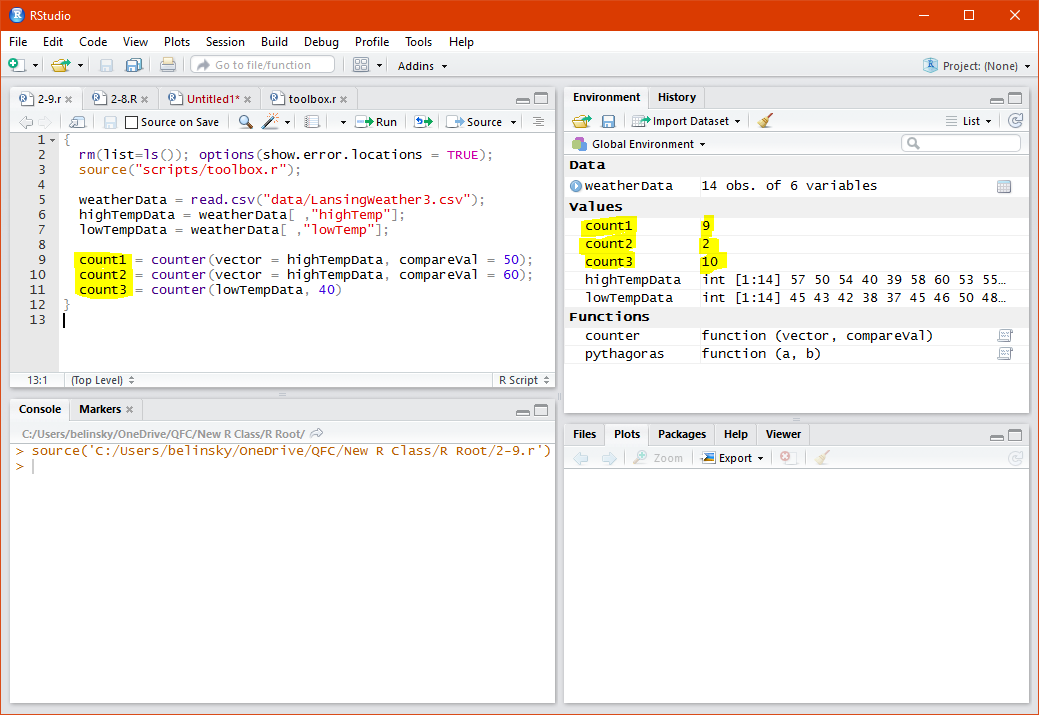 RStudio
File Edit Code View Plots Session Build Debug Profile Tools Help
Go to file/function Addins Project: (None)
2-9.r 2-8.R Untitled1* toolbox.r
Source on Save Run Source
1 {
2 rm(list=ls()); options(show.error.locations = TRUE);
3 source("scripts/toolbox.r");
4
5 weatherData = read.csv("data/LansingWeather3.csv");
6 highTempData = weatherData[ ,"highTemp"];
7 lowTempData = weatherData[ ,"lowTemp"];
8
9 count1 = counter(vector = highTempData, compareVal = 50);
10 count2 = counter(vector = highTempData, compareVal = 60);
11 count3 = counter(lowTempData, 40)
12 }
13
13:1 (Top Level) R Script
Console Markers
C:/Users/belinsky/OneDrive/QFC/New R Class/R Root/
> source('C:/Users/belinsky/OneDrive/QFC/New R Class/R Root/2-9.r')
>
Environment History
Import Dataset List
Global Environment
Data
weatherData 14 obs. of 6 variables
Values
count1 9
count2 2
count3 10
highTempData int [1:14] 57 50 54 40 39 58 60 53 55…
lowTempData int [1:14] 45 43 42 38 37 45 46 50 48…
Functions
counter function (vector, compareVal)
pythagoras function (a, b)
Files Plots Packages Help Viewer
Zoom Export